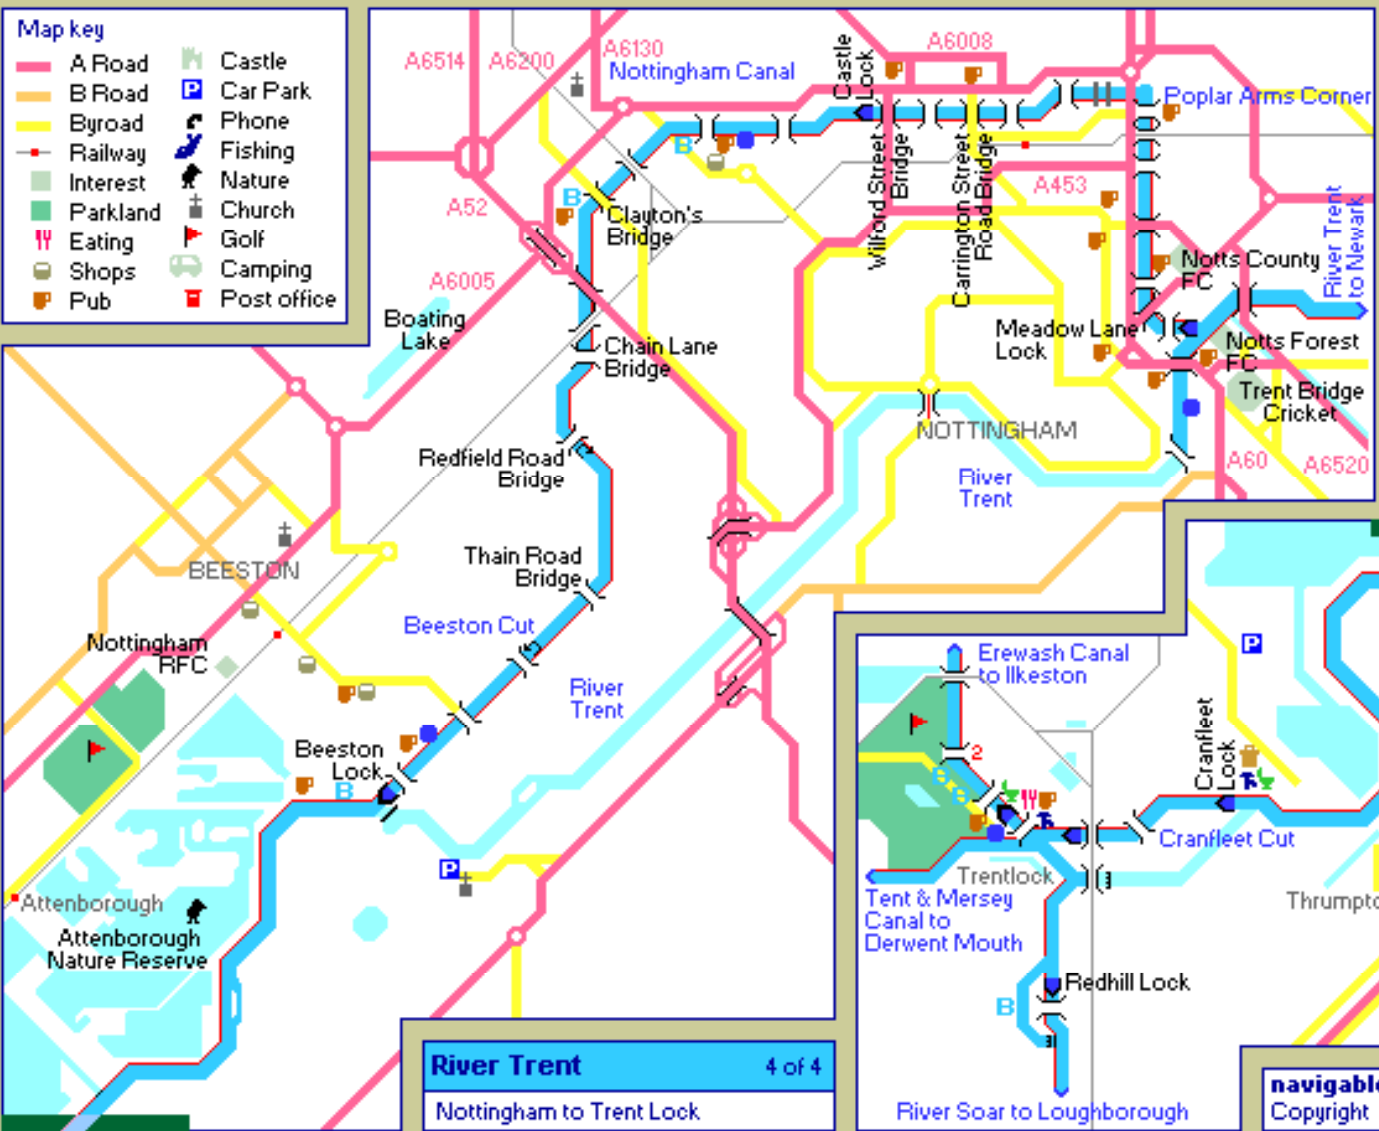 Map key
A Road
B Road
Byroad
Railway
Interest
Parkland
Eating
Shops
Pub
Castle
P
Car Park
Phone
Fishing
Nature
Church
Golf
Camping
Post office
A6514
A6200
A6130
Nottingham Canal
Castle
Lock
A6008
Poplar Arms Corner
B
B
A52
Clayton's
Bridge
Wilford Street
Bridge
Carrington Street
Road Bridge
A453
River Trent
to Newark
A6005
Notts County
FC
Boating
Lake
Chain Lane
Bridge
Meadow Lane
Lock
Notts Forest
FC
Trent Bridge
Cricket
NOTTINGHAM
Redfield Road
Bridge
River
Trent
A60
A6520
BEESTON
Thain Road
Bridge
Beeston Cut
Nottingham
RFC
River
Trent
Beeston
Lock
B
P
Attenborough
Attenborough
Nature Reserve
Erewash Canal
to Ilkeston
P
2
B
B
Cranfleet
Lock
Cranfleet Cut
Trentlock
Tent & Mersey
Canal to
Derwent Mouth
Thrumpto
Redhill Lock
B
River Soar to Loughborough
River Trent
4 of 4
Nottingham to Trent Lock
navigable
Copyright